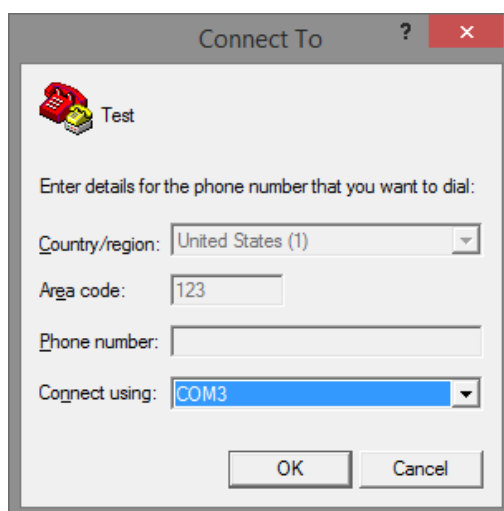 Connect To
? ×
Test
Enter details for the phone number that you want to dial:
Country/region: United States (1)
Area code: 123
Phone number:
Connect using: COM3
OK Cancel